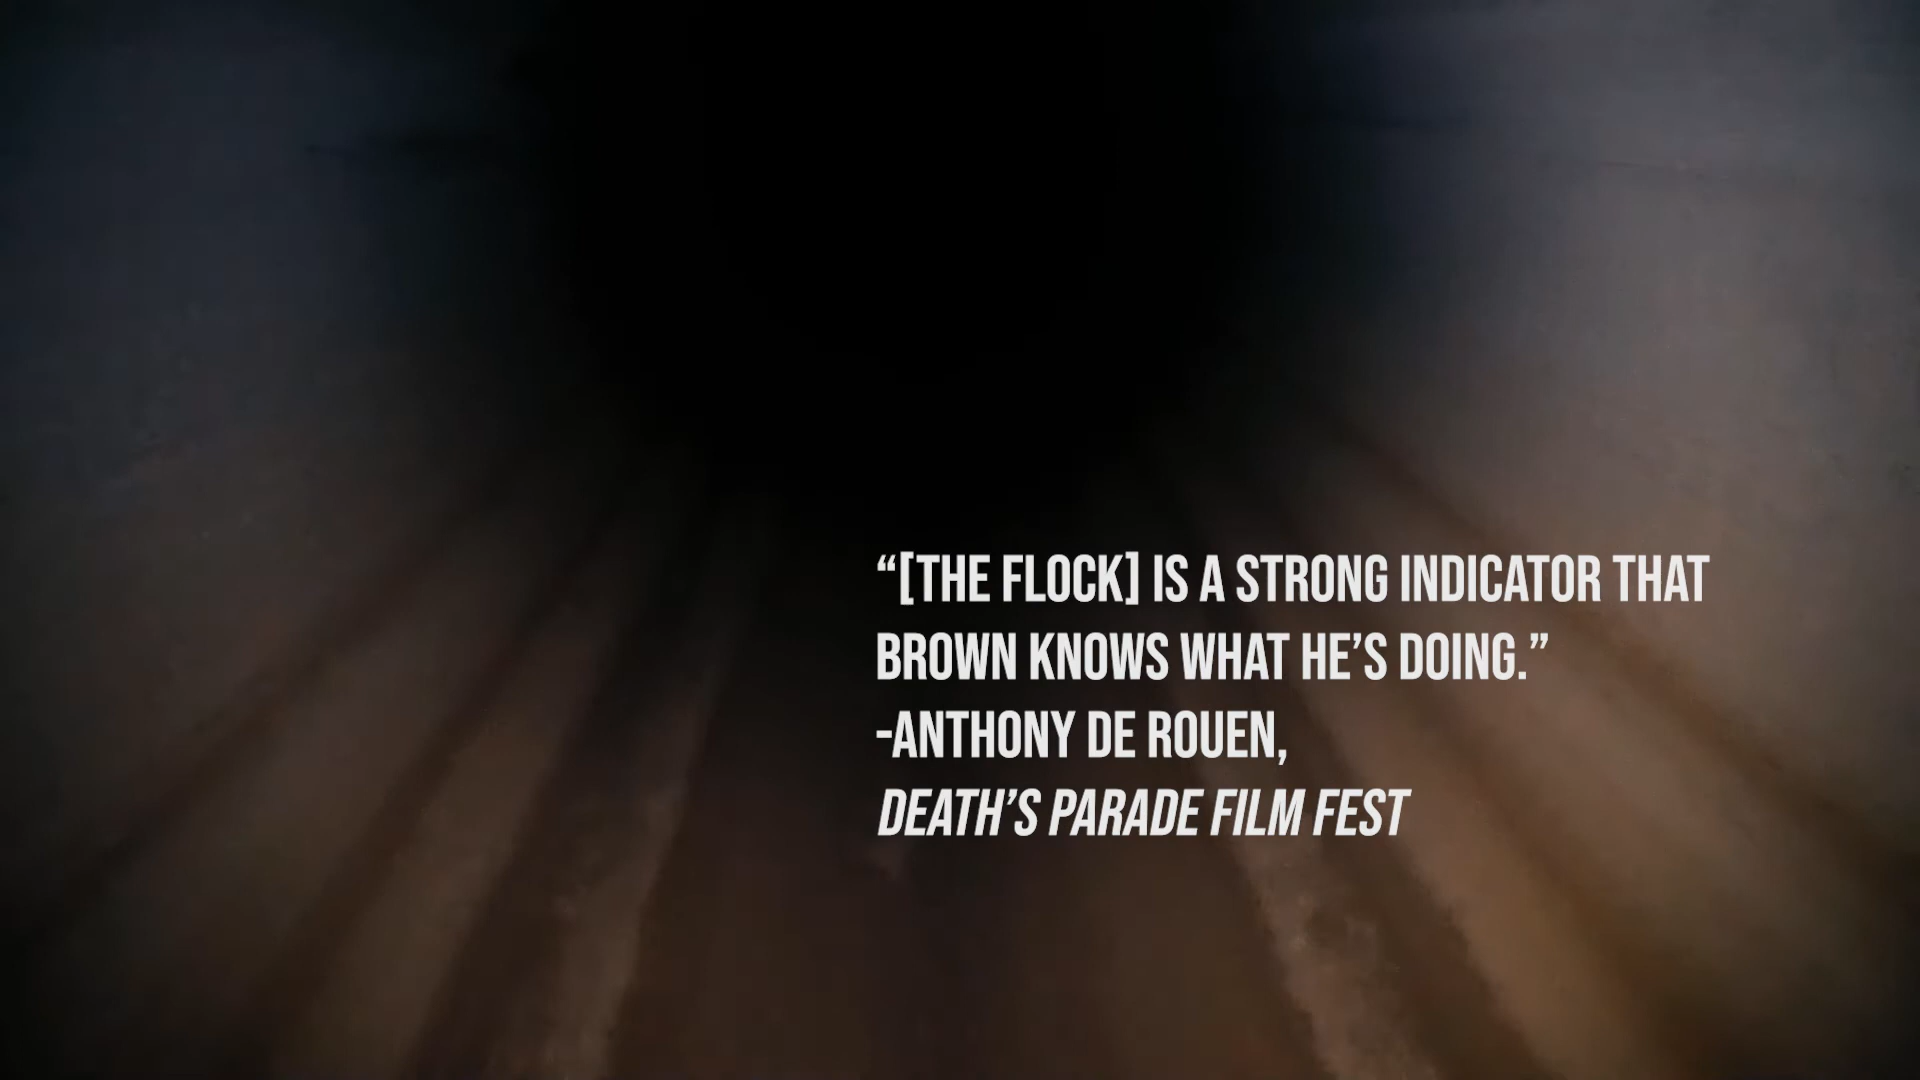 “[THE FLOCK] IS A STRONG INDICATOR THAT
BROWN KNOWS WHAT HE’S DOING.”
-ANTHONY DE ROUEN,
DEATH’S PARADE FILM FEST